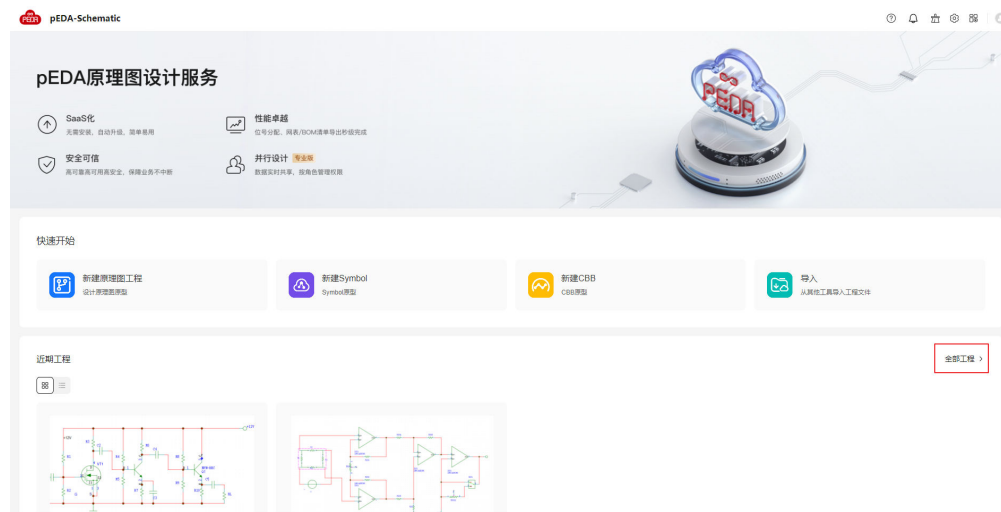 PEDA pEDA-Schematic
pEDA原理图设计服务
SaaS化
无需安装，自动升级，简单易用
性能卓越
位号分配、网表/BOM清单导出秒级完成
安全可信
高可靠高可用高安全，保障业务不中断
并行设计 专业版
数据实时共享，按角色管理权限
PEDA
快速开始
新建原理图工程
设计原理图原型
新建Symbol
Symbol原型
新建CBB
CBB原型
导入
从其他工具导入工程文件
近期工程
全部工程 >